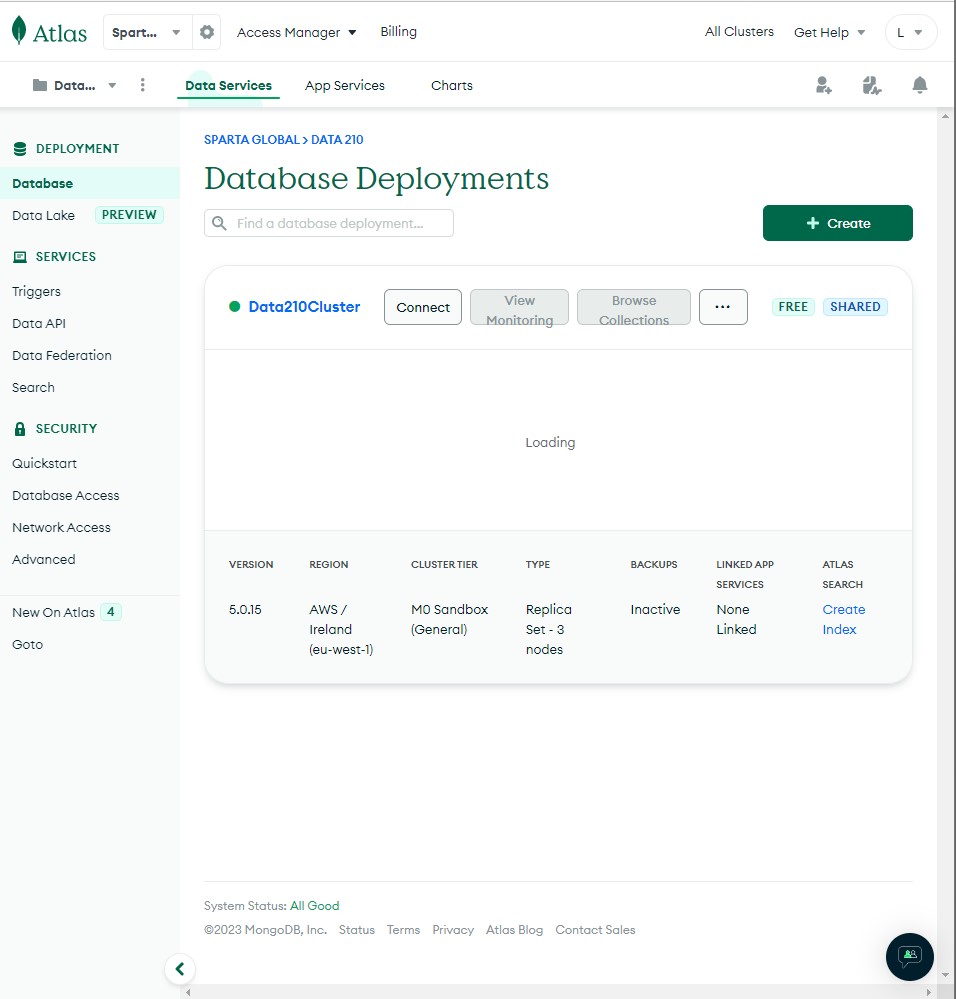 Atlas
Spart...
Access Manager
Billing
All Clusters
Get Help
L
Data...
Data Services
App Services
Charts
DEPLOYMENT
Database
Data Lake
PREVIEW
SERVICES
Triggers
Data API
Data Federation
Search
SECURITY
Quickstart
Database Access
Network Access
Advanced
New On Atlas
4
Goto
SPARTA GLOBAL > DATA 210
Database Deployments
Find a database deployment...
+ Create
Data210Cluster
Connect
View
Monitoring
Browse
Collections
...
FREE
SHARED
Loading
VERSION
5.0.15
REGION
AWS /
Ireland
(eu-west-1)
CLUSTER TIER
M0 Sandbox
(General)
TYPE
Replica
Set - 3
nodes
BACKUPS
Inactive
LINKED APP
SERVICES
None
Linked
ATLAS
SEARCH
Create
Index
System Status: All Good
©2023 MongoDB, Inc.
Status
Terms
Privacy
Atlas Blog
Contact Sales